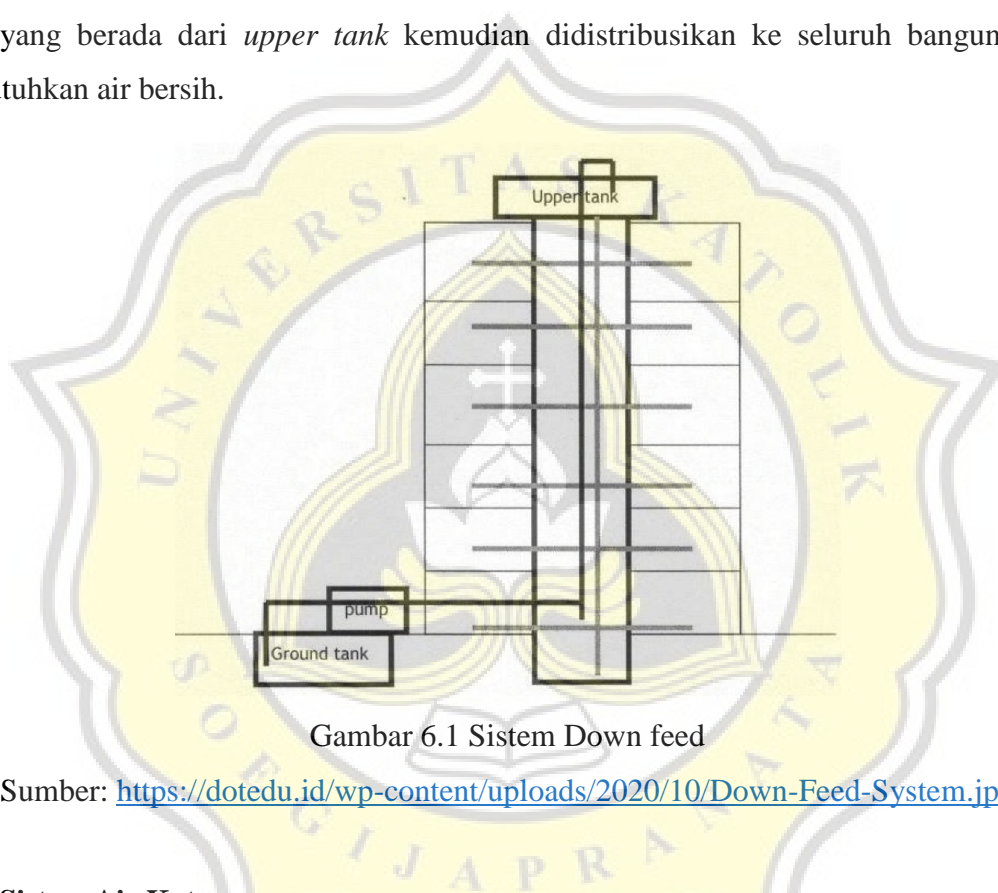 yang berada dari upper tank kemudian didistribusikan ke seluruh bangun
tuhkan air bersih.
UNIVERSITAS KATOLIK
Upper tank
pump
Ground tank
SOEGIJAPRANATA
Gambar 6.1 Sistem Down feed
Sumber: https://dotedu.id/wp-content/uploads/2020/10/Down-Feed-System.jp